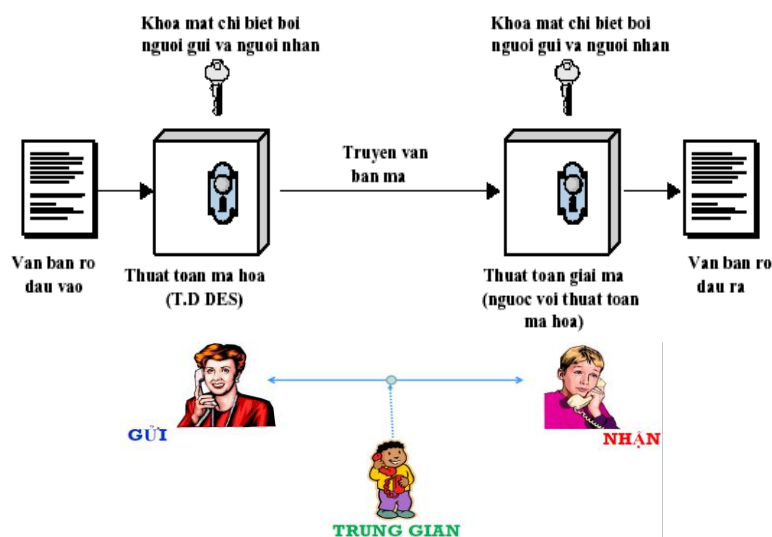 Khoa mat chi biet boi
nguoi gui va nguoi nhan
Khoa mat chi biet boi
nguoi gui va nguoi nhan
Truyen van
ban ma
Van ban ro
dau vao
Thuat toan ma hoa
(T.D DES)
Thuat toan giai ma
(nguoc voi thuat toan
ma hoa)
Van ban ro
dau ra
GỬI
NHẬN
TRUNG GIAN